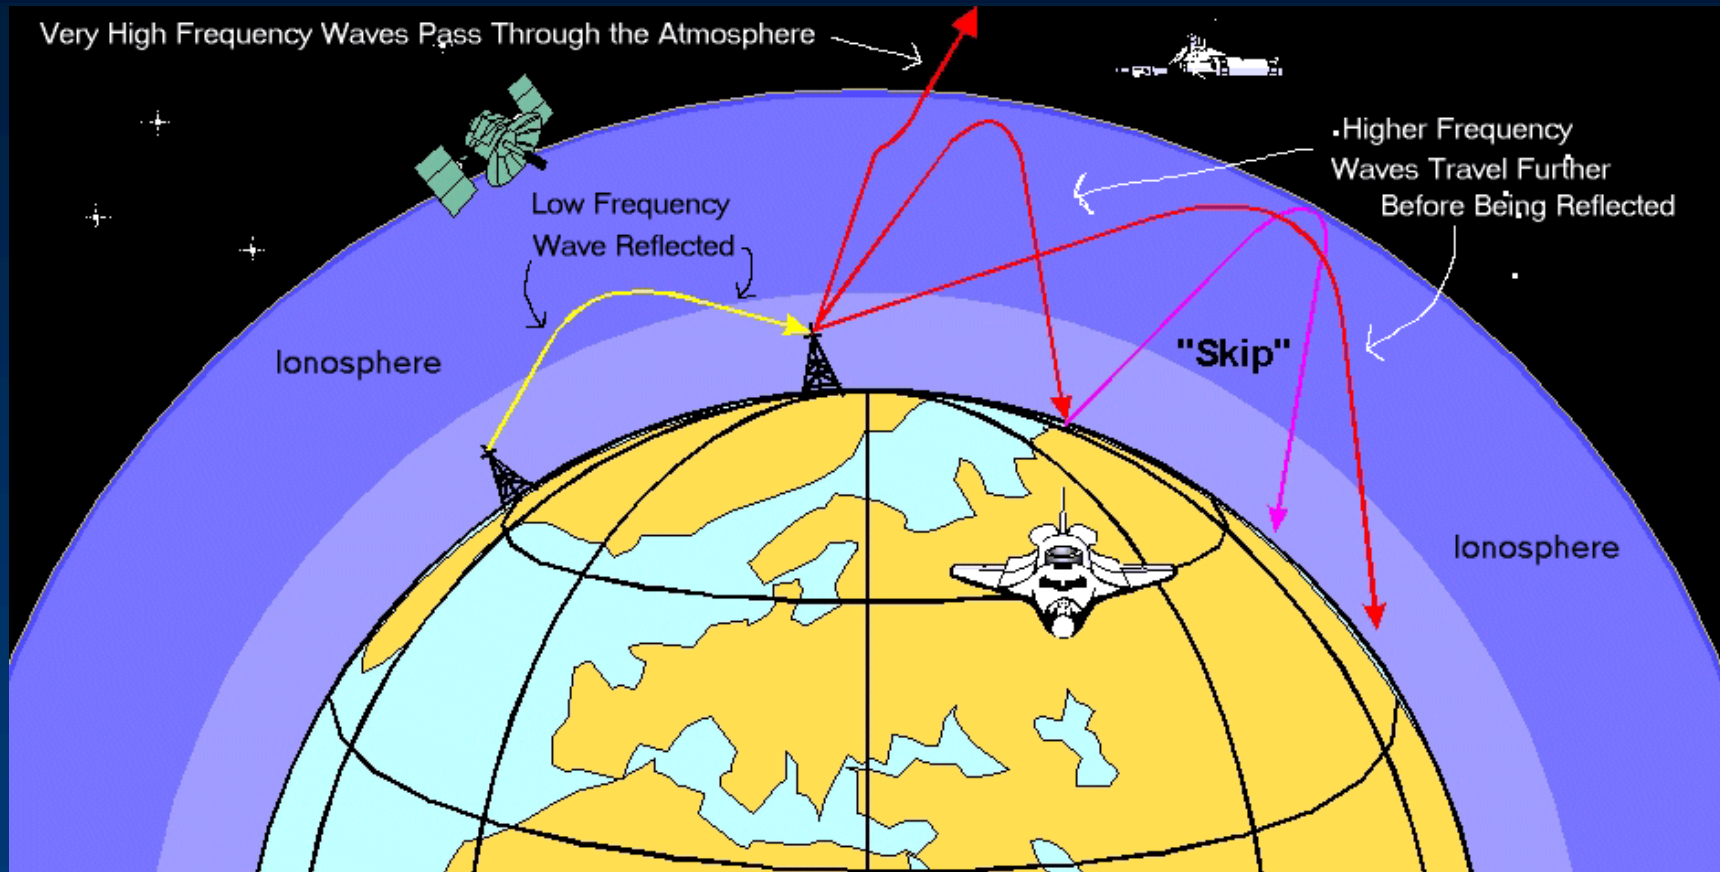 Very High Frequency Waves Pass Through the Atmosphere
Higher Frequency
Waves Travel Further
Before Being Reflected
Low Frequency
Wave Reflected
"Skip"
Ionosphere
Ionosphere